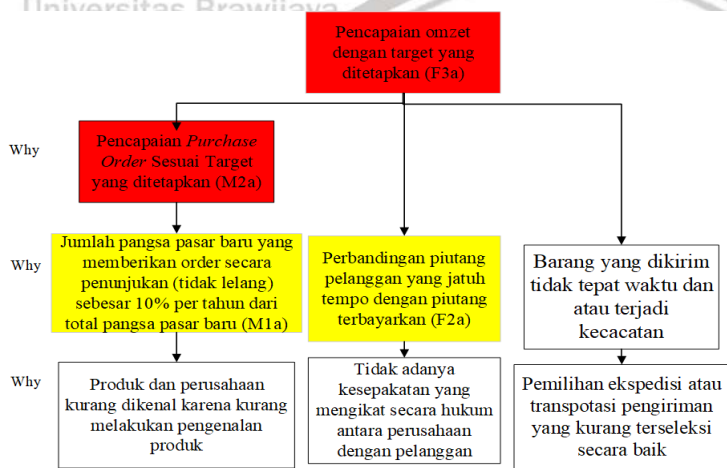 Universitas Brawijaya
Pencapaian omzet
dengan target yang
ditetapkan (F3a)
Why
Pencapaian Purchase
Order Sesuai Target
yang ditetapkan (M2a)
Why
Jumlah pangsa pasar baru yang
memberikan order secara
penunjukan (tidak lelang)
sebesar 10% per tahun dari
total pangsa pasar baru (M1a)
Perbandingan piutang
pelanggan yang jatuh
tempo dengan piutang
terbayarkan (F2a)
Barang yang dikirim
tidak tepat waktu dan
atau terjadi
kecacatan
Why
Produk dan perusahaan
kurang dikenal karena kurang
melakukan pengenalan
produk
Tidak adanya
kesepakatan yang
mengikat secara hukum
antara perusahaan
dengan pelanggan
Pemilihan ekspedisi atau
transpotasi pengiriman
yang kurang terseleksi
secara baik